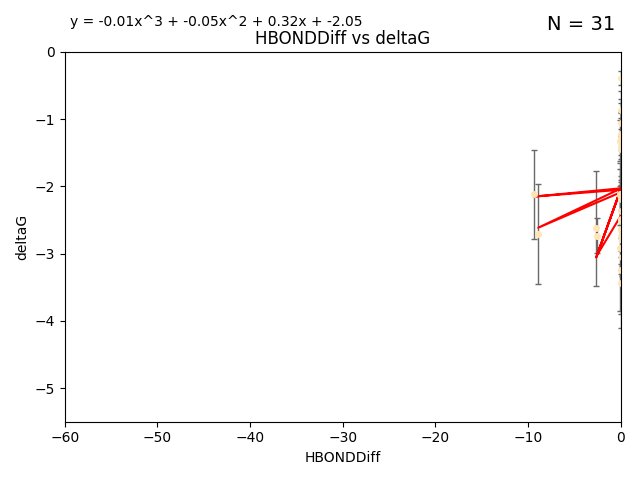 y = -0.01x^3 + -0.05x^2 + 0.32x + -2.05
N = 31
HBONDDiff vs deltaG
0
−1
−2
−3
−4
−5
deltaG
−60 −50 −40 −30 −20 −10 0
HBONDDiff